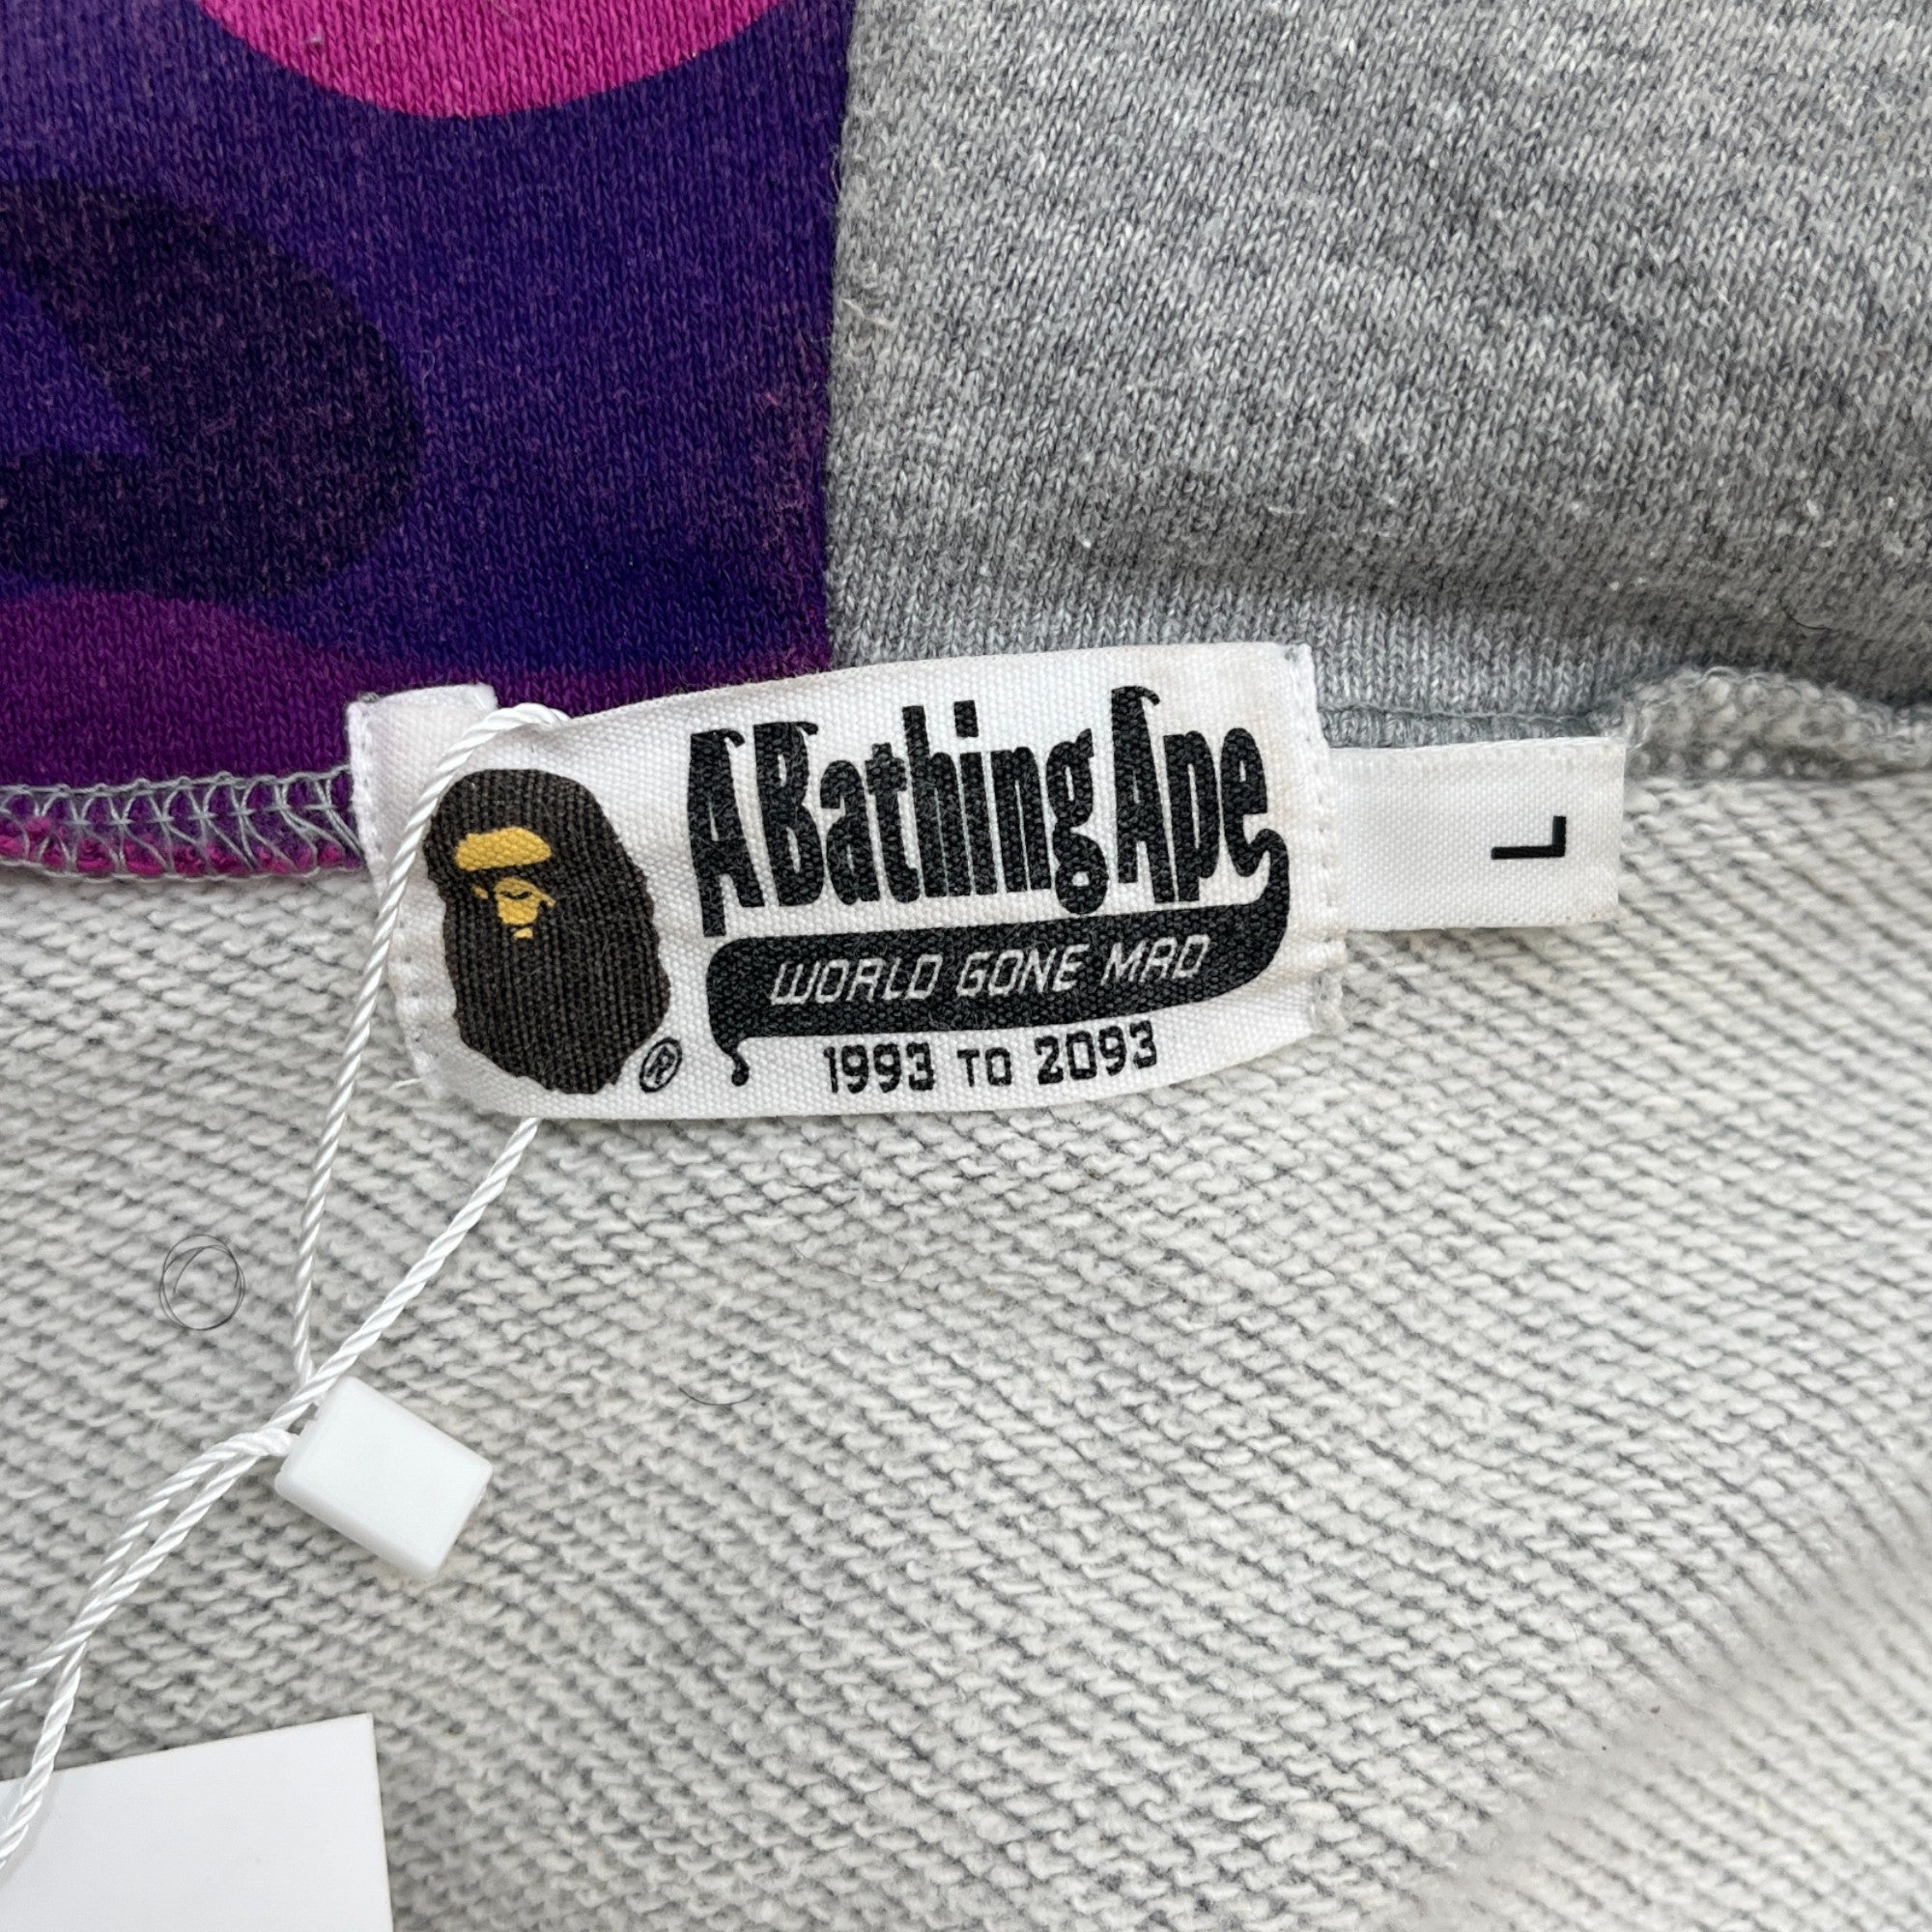 A Bathing Ape
WORLD GONE MAD
®
1993 TO 2093
L